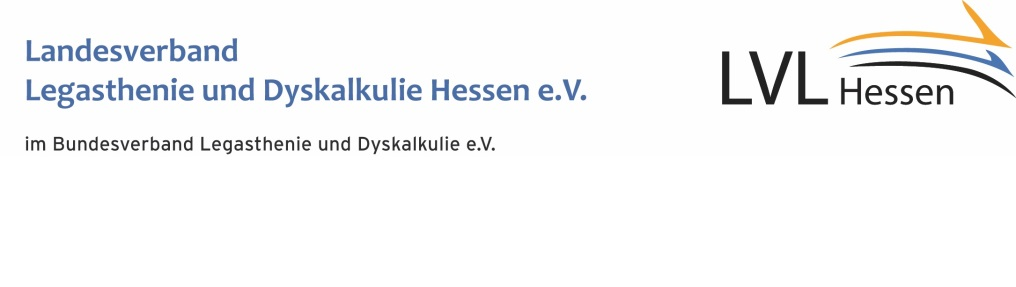 Landesverband
Legasthenie und Dyskalkulie Hessen e.V.
im Bundesverband Legasthenie und Dyskalkulie e.V.
LVL Hessen